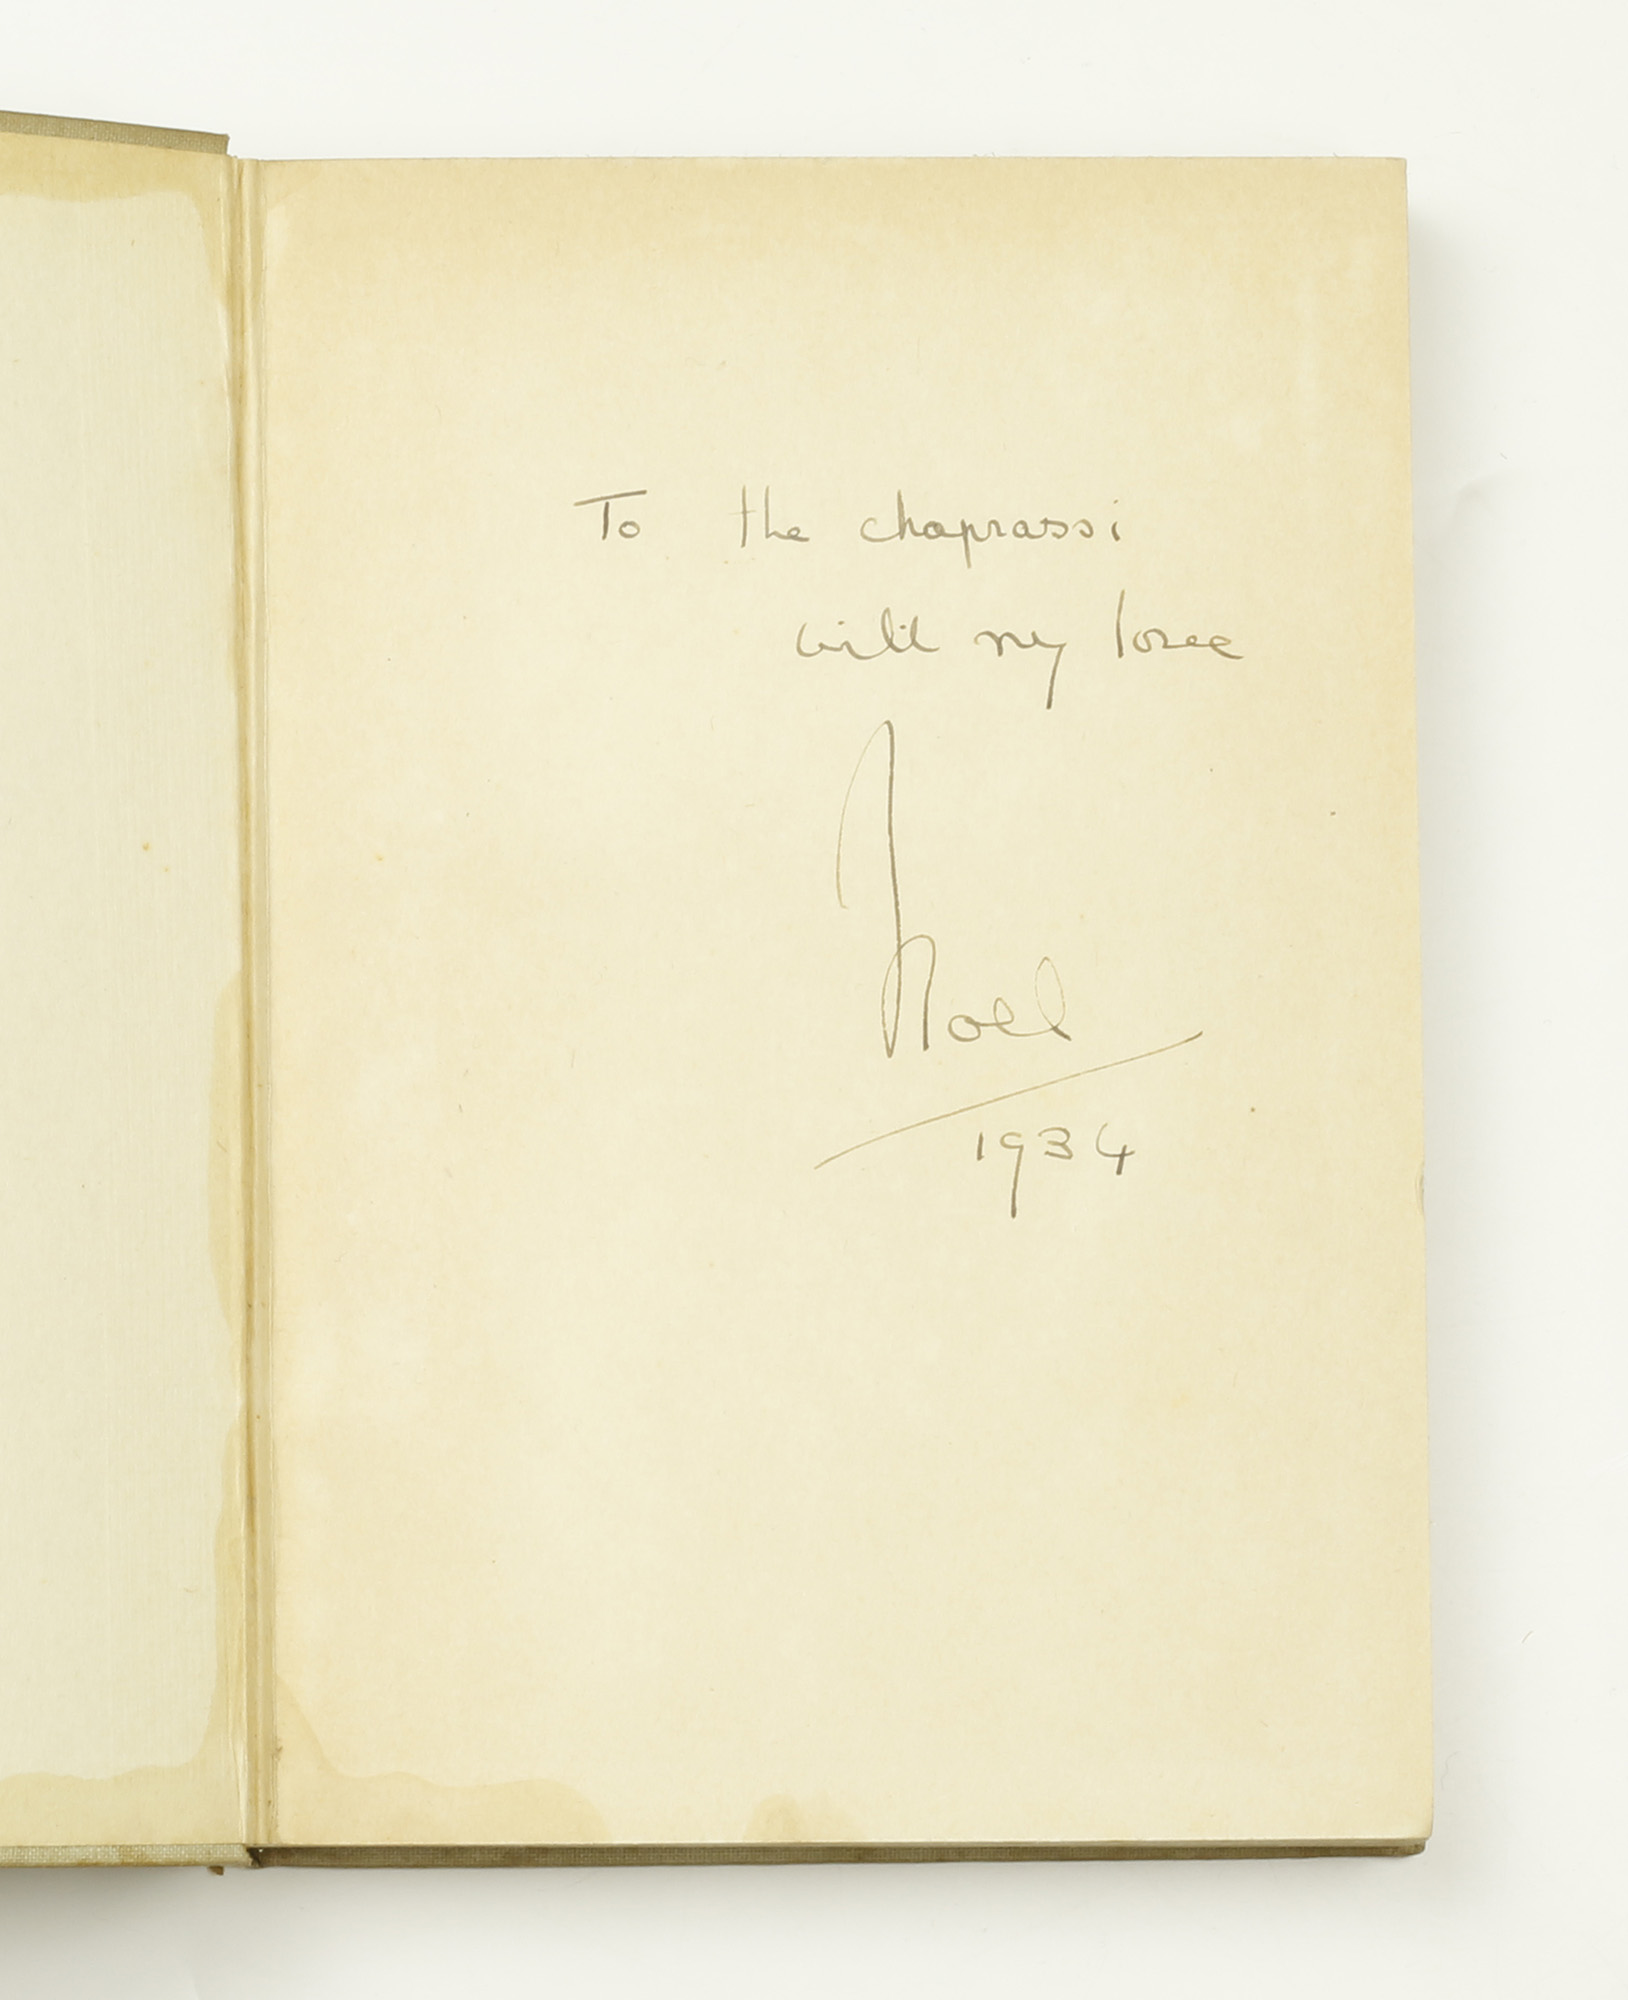 To the chaprassi
with my love
Noel
1934